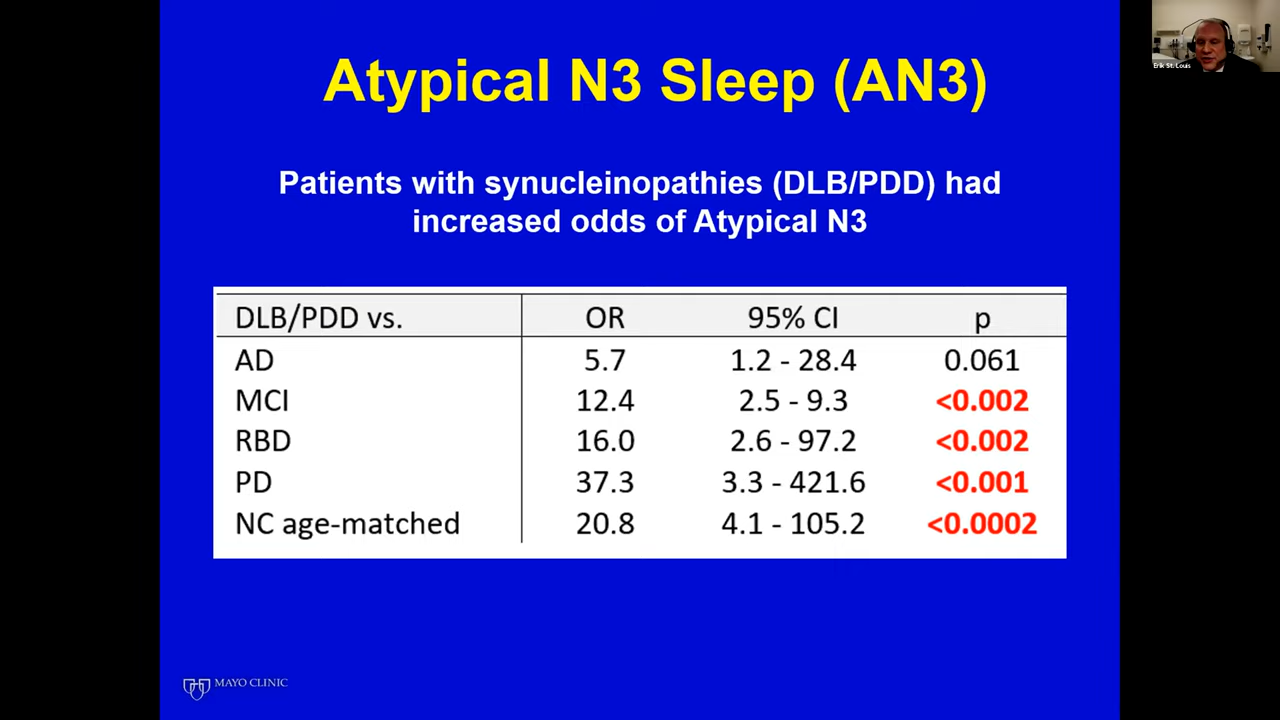 Atypical N3 Sleep (AN3)
Erik St. Louis
Patients with synucleinopathies (DLB/PDD) had
increased odds of Atypical N3
DLB/PDD vs. OR 95% CI p
AD 5.7 1.2 - 28.4 0.061
MCI 12.4 2.5 - 9.3 <0.002
RBD 16.0 2.6 - 97.2 <0.002
PD 37.3 3.3 - 421.6 <0.001
NC age-matched 20.8 4.1 - 105.2 <0.0002
MAYO CLINIC